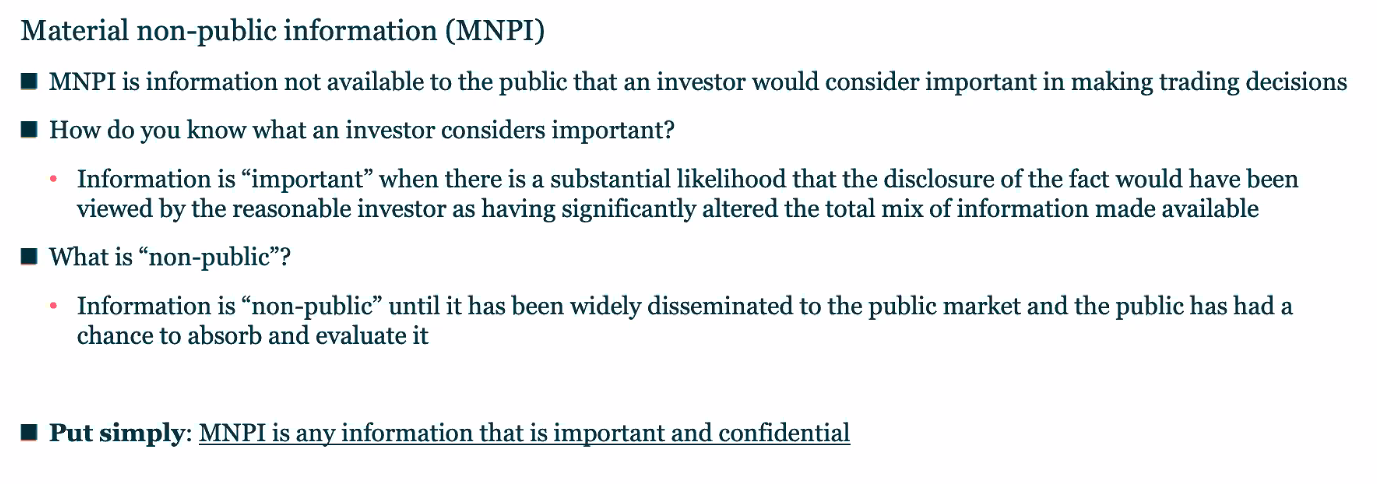 Material non-public information (MNPI)
■ MNPI is information not available to the public that an investor would consider important in making trading decisions
■ How do you know what an investor considers important?
• Information is “important” when there is a substantial likelihood that the disclosure of the fact would have been
viewed by the reasonable investor as having significantly altered the total mix of information made available
■ What is “non-public”?
• Information is “non-public” until it has been widely disseminated to the public market and the public has had a
chance to absorb and evaluate it
■ Put simply: MNPI is any information that is important and confidential